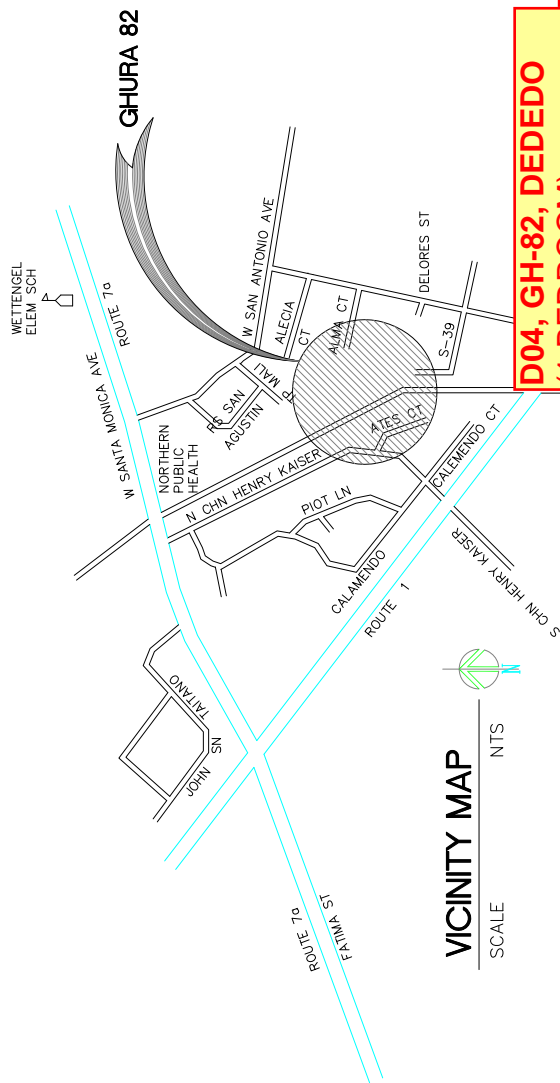 GHURA 82
WETTENGEL
ELEM SCH
ROUTE 7a
W SANTA MONICA AVE
NORTHERN
PUBLIC
HEALTH
W SAN ANTONIO AVE
ALECIA
CT
ALMA CT
DELORES ST
S-39
TP MALI
RS SAN
AGUSTIN
N CHN HENRY KAISER
ATES CT
PIOT LN
CALEMENDO CT
CALAMENDO
ROUTE 1
S CHN HENRY KAISER
TAITANO
JOHN
SN
ROUTE 7a
FATIMA ST
N
VICINITY MAP
SCALE NTS
D04, GH-82, DEDEDO